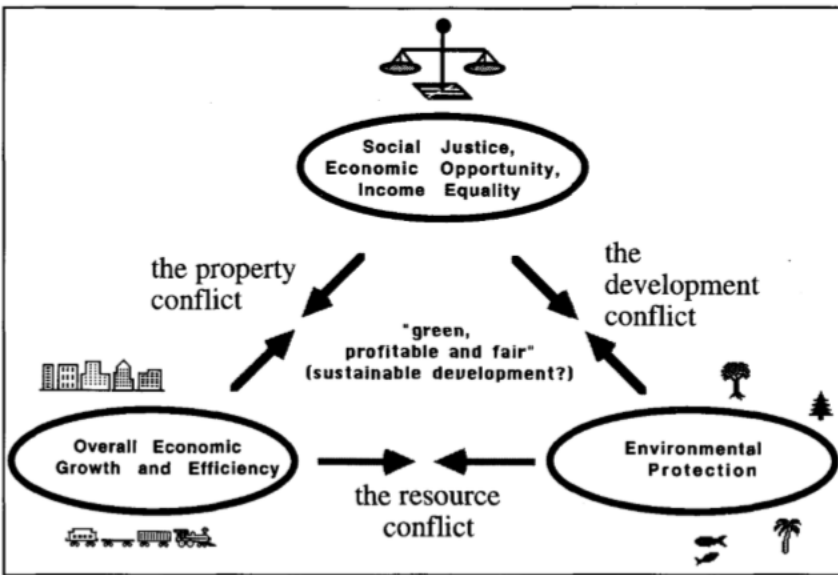 Social Justice,
Economic Opportunity,
Income Equality
the property
conflict
the
development
conflict
"green,
profitable and fair"
(sustainable development?)
Overall Economic
Growth and Efficiency
Environmental
Protection
the resource
conflict